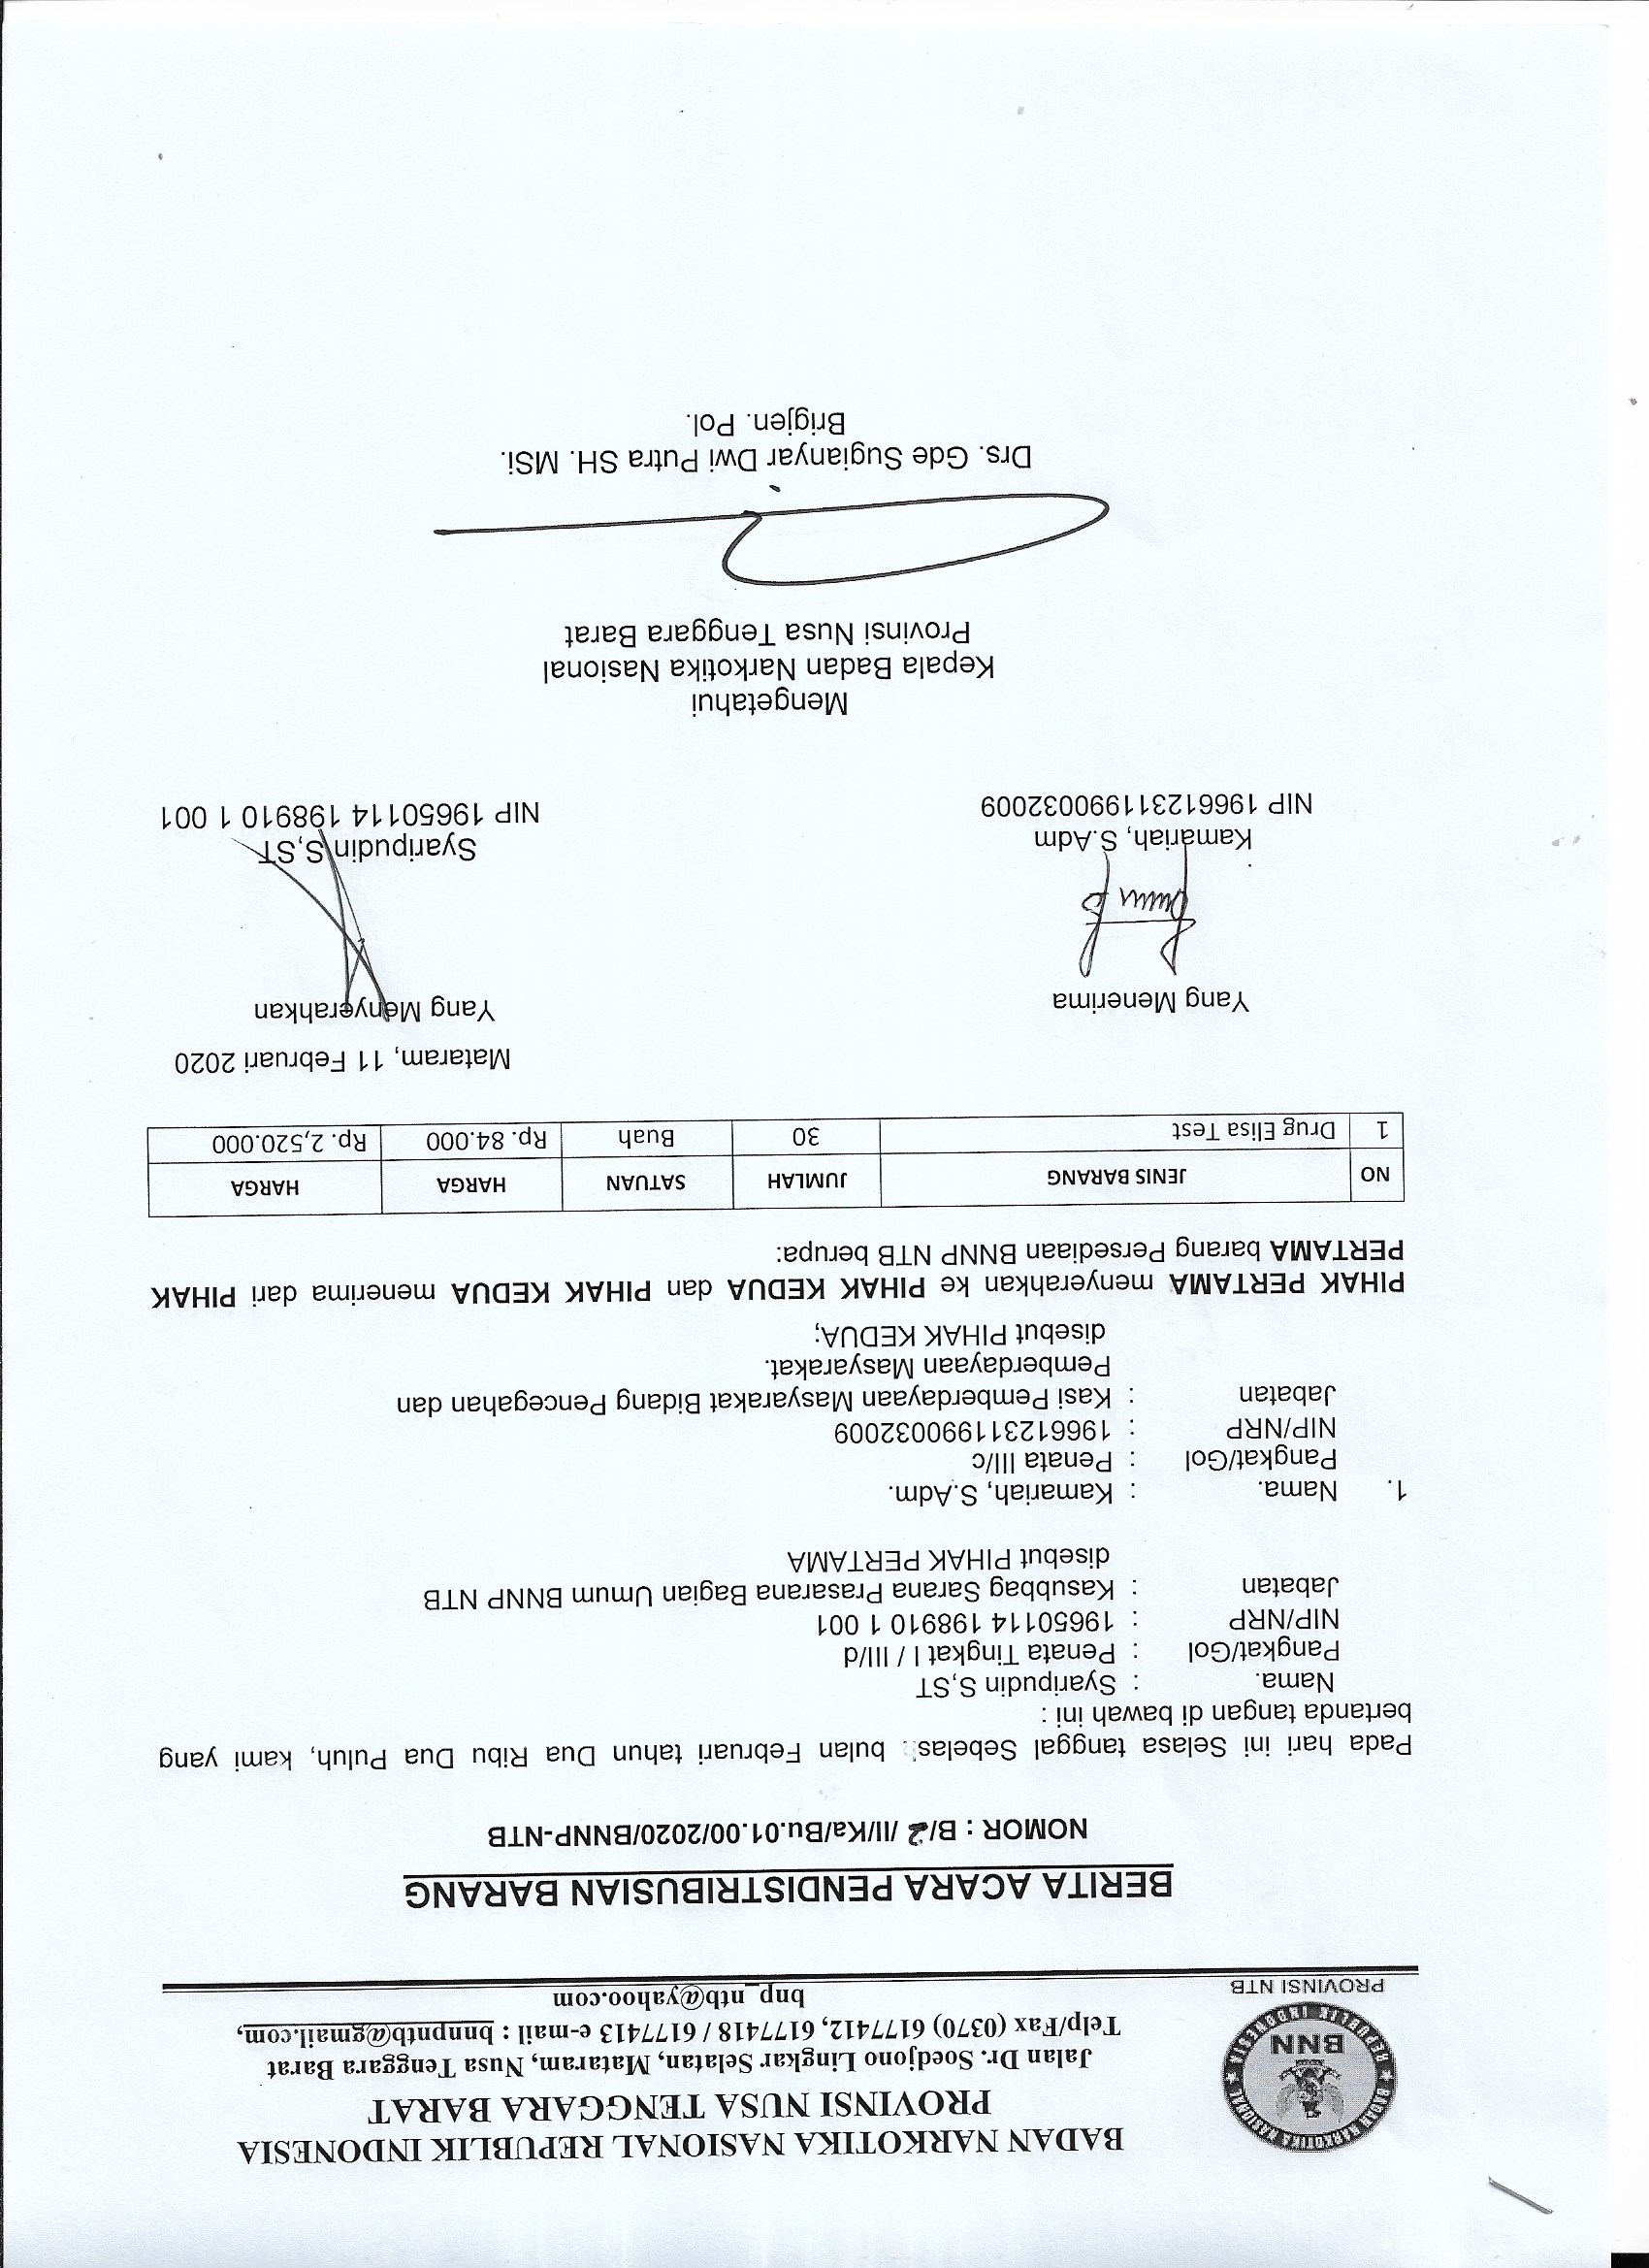 BADAN NARKOTIKA NASIONAL
REPUBLIK INDONESIA
BNN
PROVINSI NTB
BADAN NARKOTIKA NASIONAL REPUBLIK INDONESIA
PROVINSI NUSA TENGGARA BARAT
Jalan Dr. Soedjono Lingkar Selatan, Mataram, Nusa Tenggara Barat
Telp/Fax (0370) 6177412, 6177418 / 6177413 e-mail : bnnpntb@gmail.com,
bnp_ntb@yahoo.com
BERITA ACARA PENDISTRIBUSIAN BARANG
NOMOR : B/2 /II/Ka/Bu.01.00/2020/BNNP-NTB
Pada hari ini Selasa tanggal Sebelas bulan Februari tahun Dua Ribu Dua Puluh, kami yang
bertanda tangan di bawah ini :
Nama. : Syaripudin S,ST
Pangkat/Gol : Penata Tingkat I / III/d
NIP/NRP : 19650114 198910 1 001
Jabatan : Kasubbag Sarana Prasarana Bagian Umum BNNP NTB
disebut PIHAK PERTAMA
1. Nama. : Kamariah, S.Adm.
Pangkat/Gol : Penata III/c
NIP/NRP : 196612311990032009
Jabatan : Kasi Pemberdayaan Masyarakat Bidang Pencegahan dan
Pemberdayaan Masyarakat.
disebut PIHAK KEDUA;
PIHAK PERTAMA menyerahkan ke PIHAK KEDUA dan PIHAK KEDUA menerima dari PIHAK
PERTAMA barang Persediaan BNNP NTB berupa:
NO JENIS BARANG JUMLAH SATUAN HARGA HARGA
1 Drug Elisa Test 30 Buah Rp. 84.000 Rp. 2,520.000
Mataram, 11 Februari 2020
Yang Menerima Yang Menyerahkan
Kamariah, S.Adm Syaripudin S,ST
NIP 196612311990032009 NIP 19650114 198910 1 001
Mengetahui
Kepala Badan Narkotika Nasional
Provinsi Nusa Tenggara Barat
Drs. Gde Sugianyar Dwi Putra SH. MSi.
Brigjen. Pol.